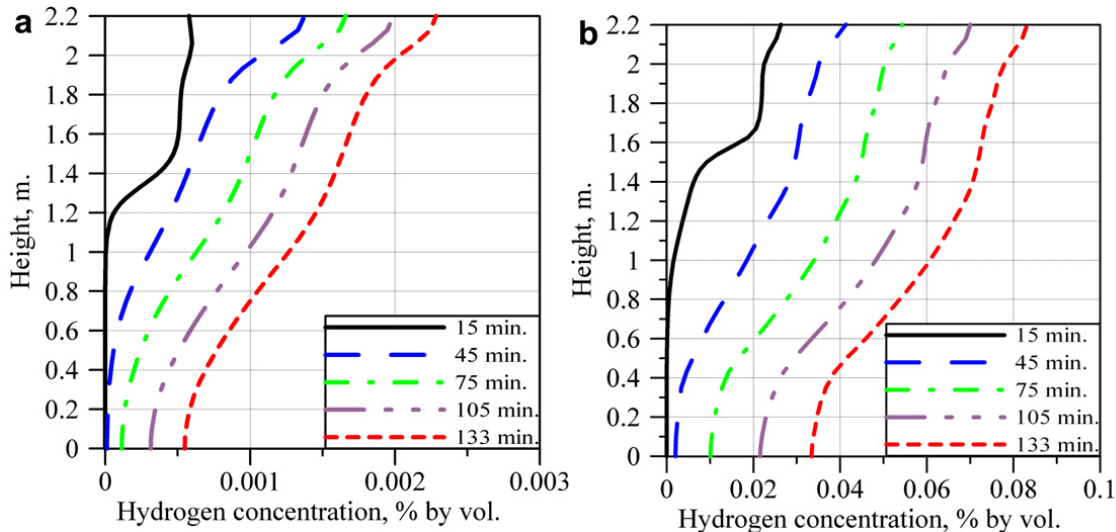 a
2.2
2
1.8
1.6
1.4
1.2
1
0.8
0.6
0.4
0.2
0
Height, m.
15 min.
45 min.
75 min.
105 min.
133 min.
0 0.001 0.002 0.003
Hydrogen concentration, % by vol.
b
2.2
2
1.8
1.6
1.4
1.2
1
0.8
0.6
0.4
0.2
0
Height, m.
15 min.
45 min.
75 min.
105 min.
133 min.
0 0.02 0.04 0.06 0.08 0.1
Hydrogen concentration, % by vol.